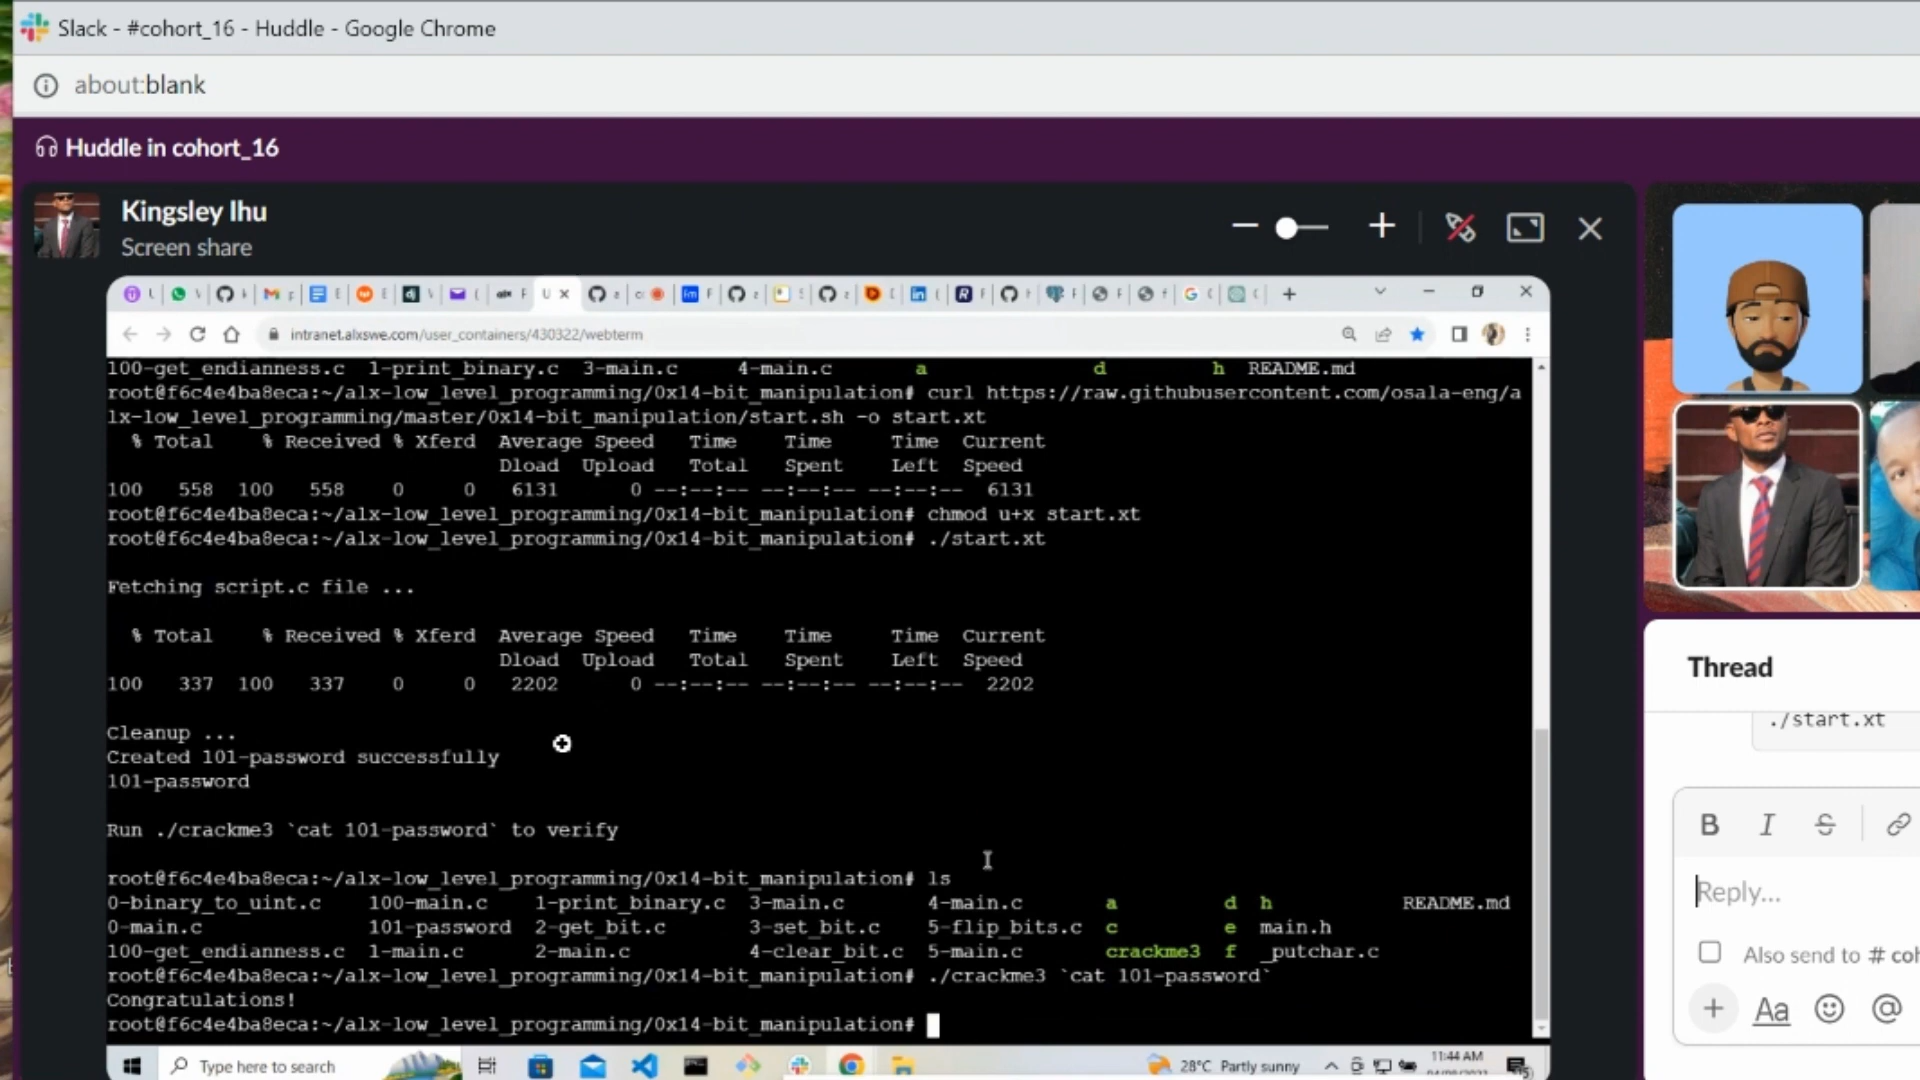 Slack - #cohort_16 - Huddle - Google Chrome
about:blank
Huddle in cohort_16
Kingsley Ihu
Screen share
intranet.alxswe.com/user_containers/430322/webterm
100-get_endianness.c 1-print_binary.c 3-main.c 4-main.c a d h README.md
root@f6c4e4ba8eca:~/alx-low_level_programming/0x14-bit_manipulation# curl https://raw.githubusercontent.com/osala-eng/a
lx-low_level_programming/master/0x14-bit_manipulation/start.sh -o start.xt
% Total % Received % Xferd Average Speed Time Time Time Current
Dload Upload Total Spent Left Speed
100 558 100 558 0 0 6131 0 --:--:-- --:--:-- --:--:-- 6131
root@f6c4e4ba8eca:~/alx-low_level_programming/0x14-bit_manipulation# chmod u+x start.xt
root@f6c4e4ba8eca:~/alx-low_level_programming/0x14-bit_manipulation# ./start.xt
Fetching script.c file ...
% Total % Received % Xferd Average Speed Time Time Time Current
Dload Upload Total Spent Left Speed
100 337 100 337 0 0 2202 0 --:--:-- --:--:-- --:--:-- 2202
Cleanup ...
Created 101-password successfully
101-password
Run ./crackme3 `cat 101-password` to verify
root@f6c4e4ba8eca:~/alx-low_level_programming/0x14-bit_manipulation# ls
0-binary_to_uint.c 100-main.c 1-print_binary.c 3-main.c 4-main.c a d h README.md
0-main.c 101-password 2-get_bit.c 3-set_bit.c 5-flip_bits.c c e main.h
100-get_endianness.c 1-main.c 2-main.c 4-clear_bit.c 5-main.c crackme3 f _putchar.c
root@f6c4e4ba8eca:~/alx-low_level_programming/0x14-bit_manipulation# ./crackme3 `cat 101-password`
Congratulations!
root@f6c4e4ba8eca:~/alx-low_level_programming/0x14-bit_manipulation#
Type here to search
28°C Partly sunny
11:44 AM
Thread
./start.xt
B I S
Reply...
Also send to # coh
Aa